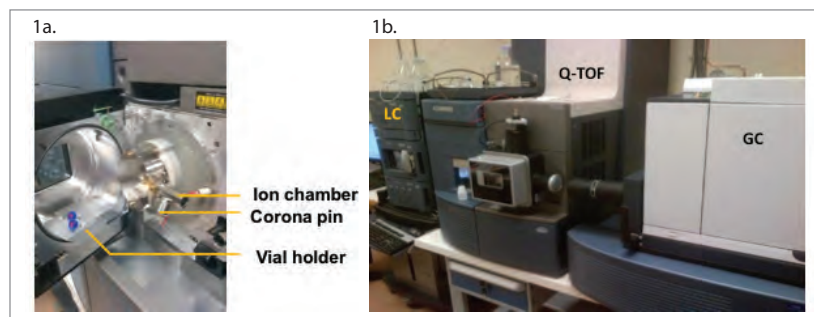 1a.
1b.
Q-TOF
LC
GC
Ion chamber
Corona pin
Vial holder